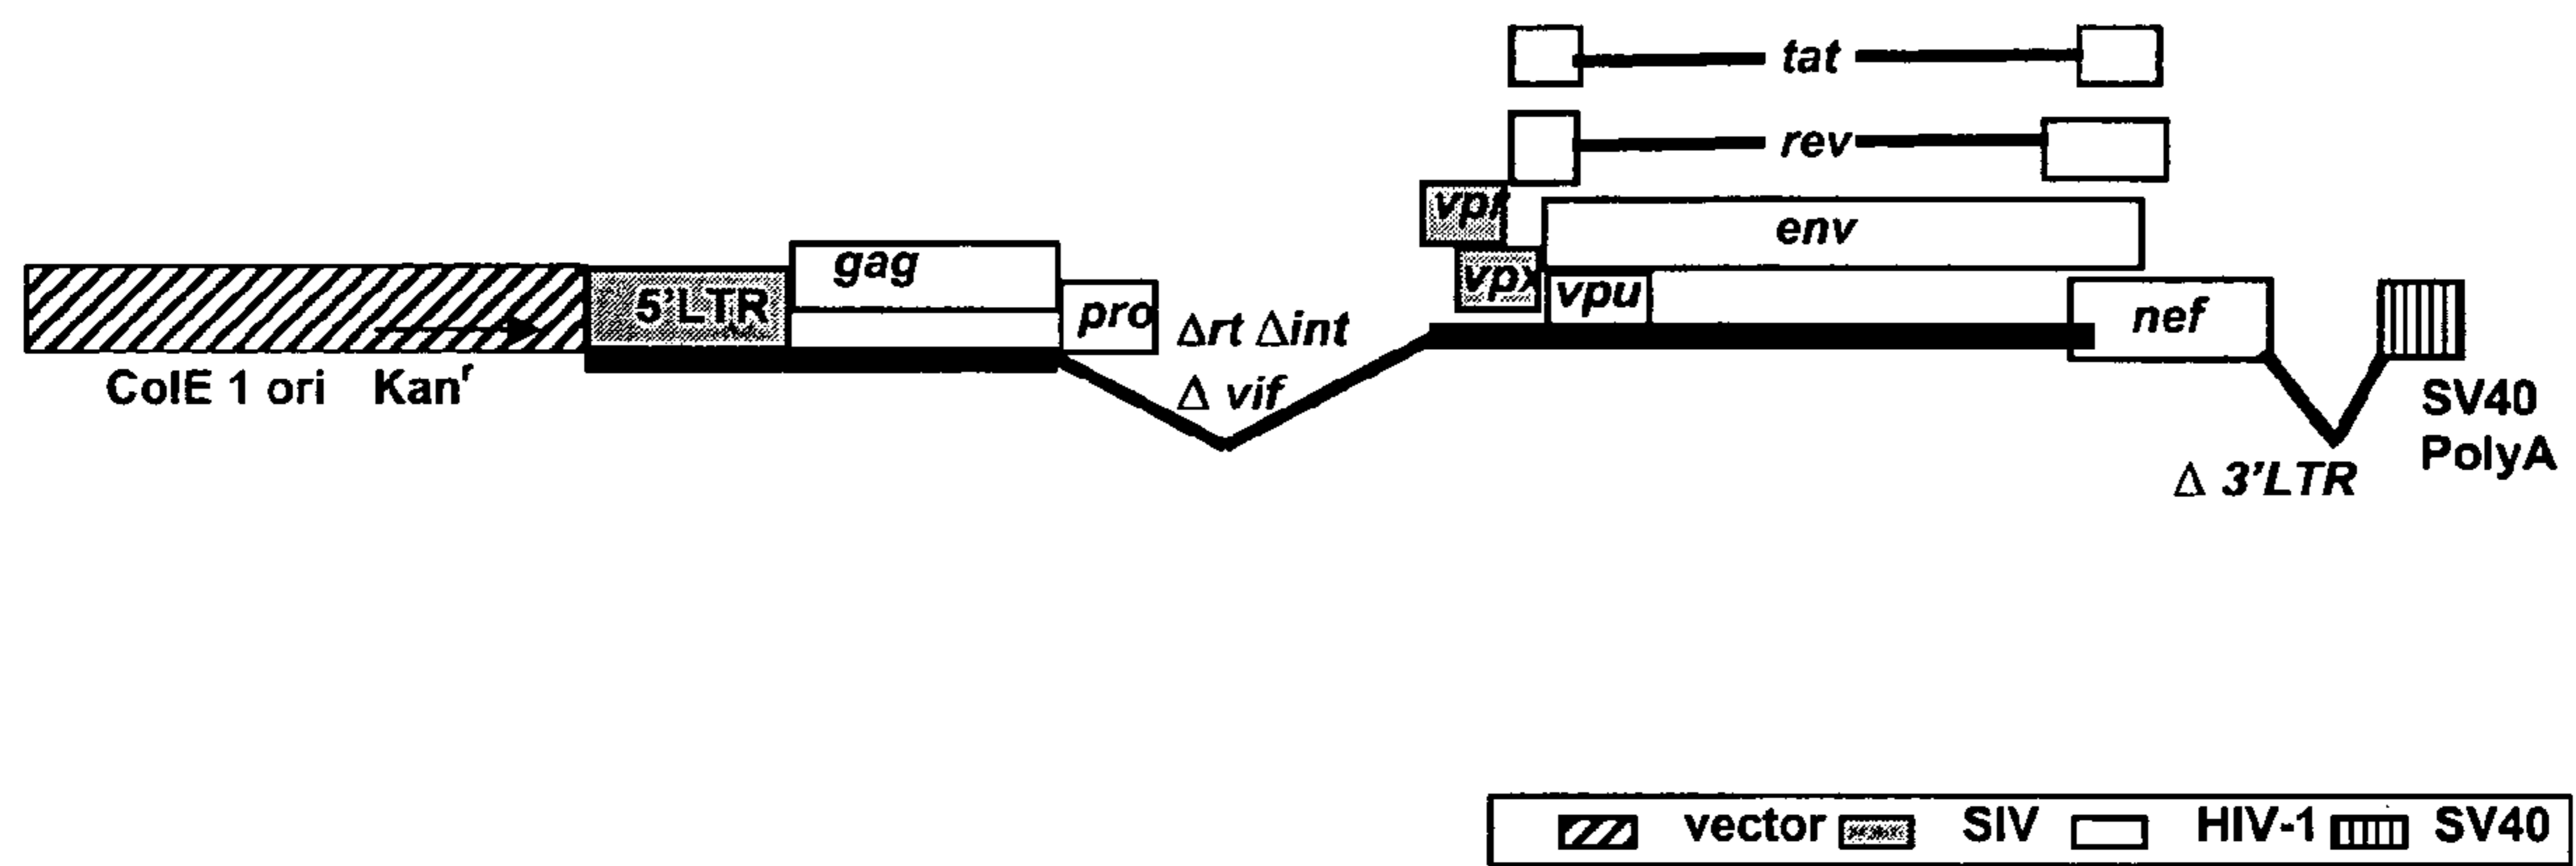 tat
rev
vpr
env
gag
vpx
vpu
5'LTR
pro
Δrt Δint
nef
ColE 1 ori Kanʳ
Δ vif
SV40
PolyA
Δ 3'LTR
vector SIV HIV-1 SV40